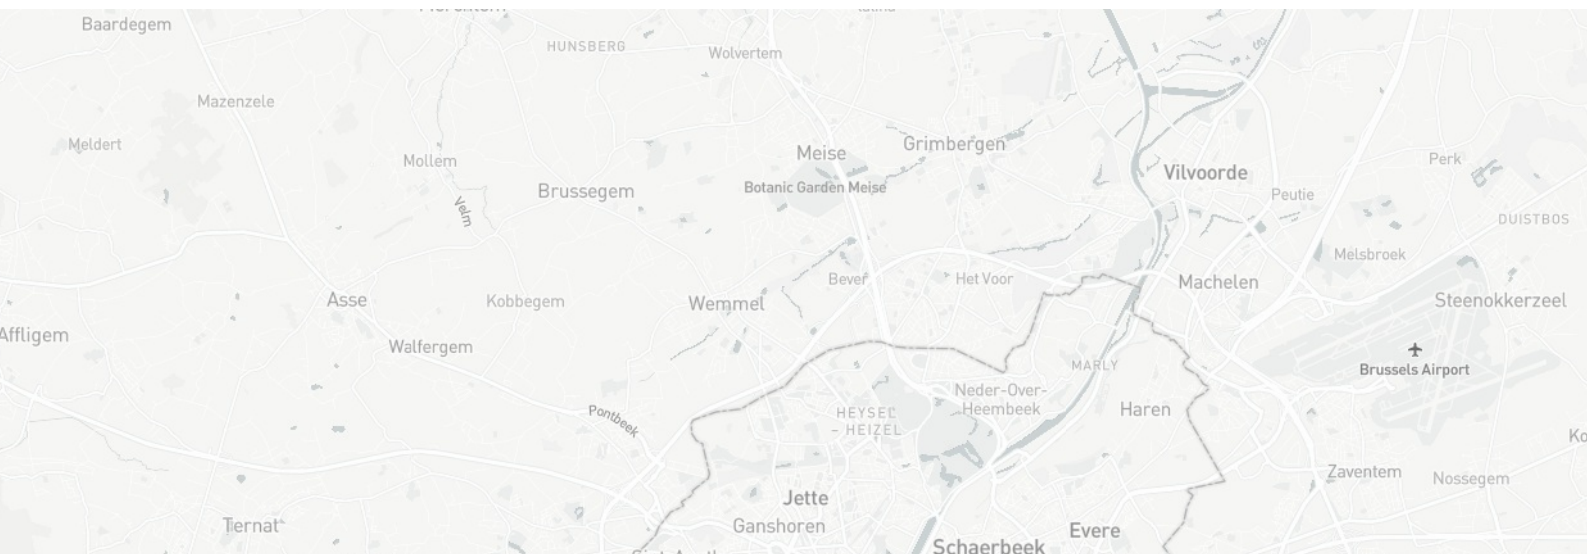 Baardegem
HUNSBERG
Wolvertem
Mazenzele
Meldert
Mollem
Meise
Grimbergen
Vilvoorde
Perk
Botanic Garden Meise
Brussegem
Peutie
Velm
DUISTBOS
Melsbroek
Bever
Het Voor
Machelen
Asse
Kobbegem
Wemmel
Steenokkerzeel
Affligem
Walfergem
MARLY
Brussels Airport
Neder-Over-
Heembeek
Pontbeek
HEYSEL
- HEIZEL
Haren
Zaventem
Nossegem
Jette
Ternat
Ganshoren
Evere
Schaerbeek